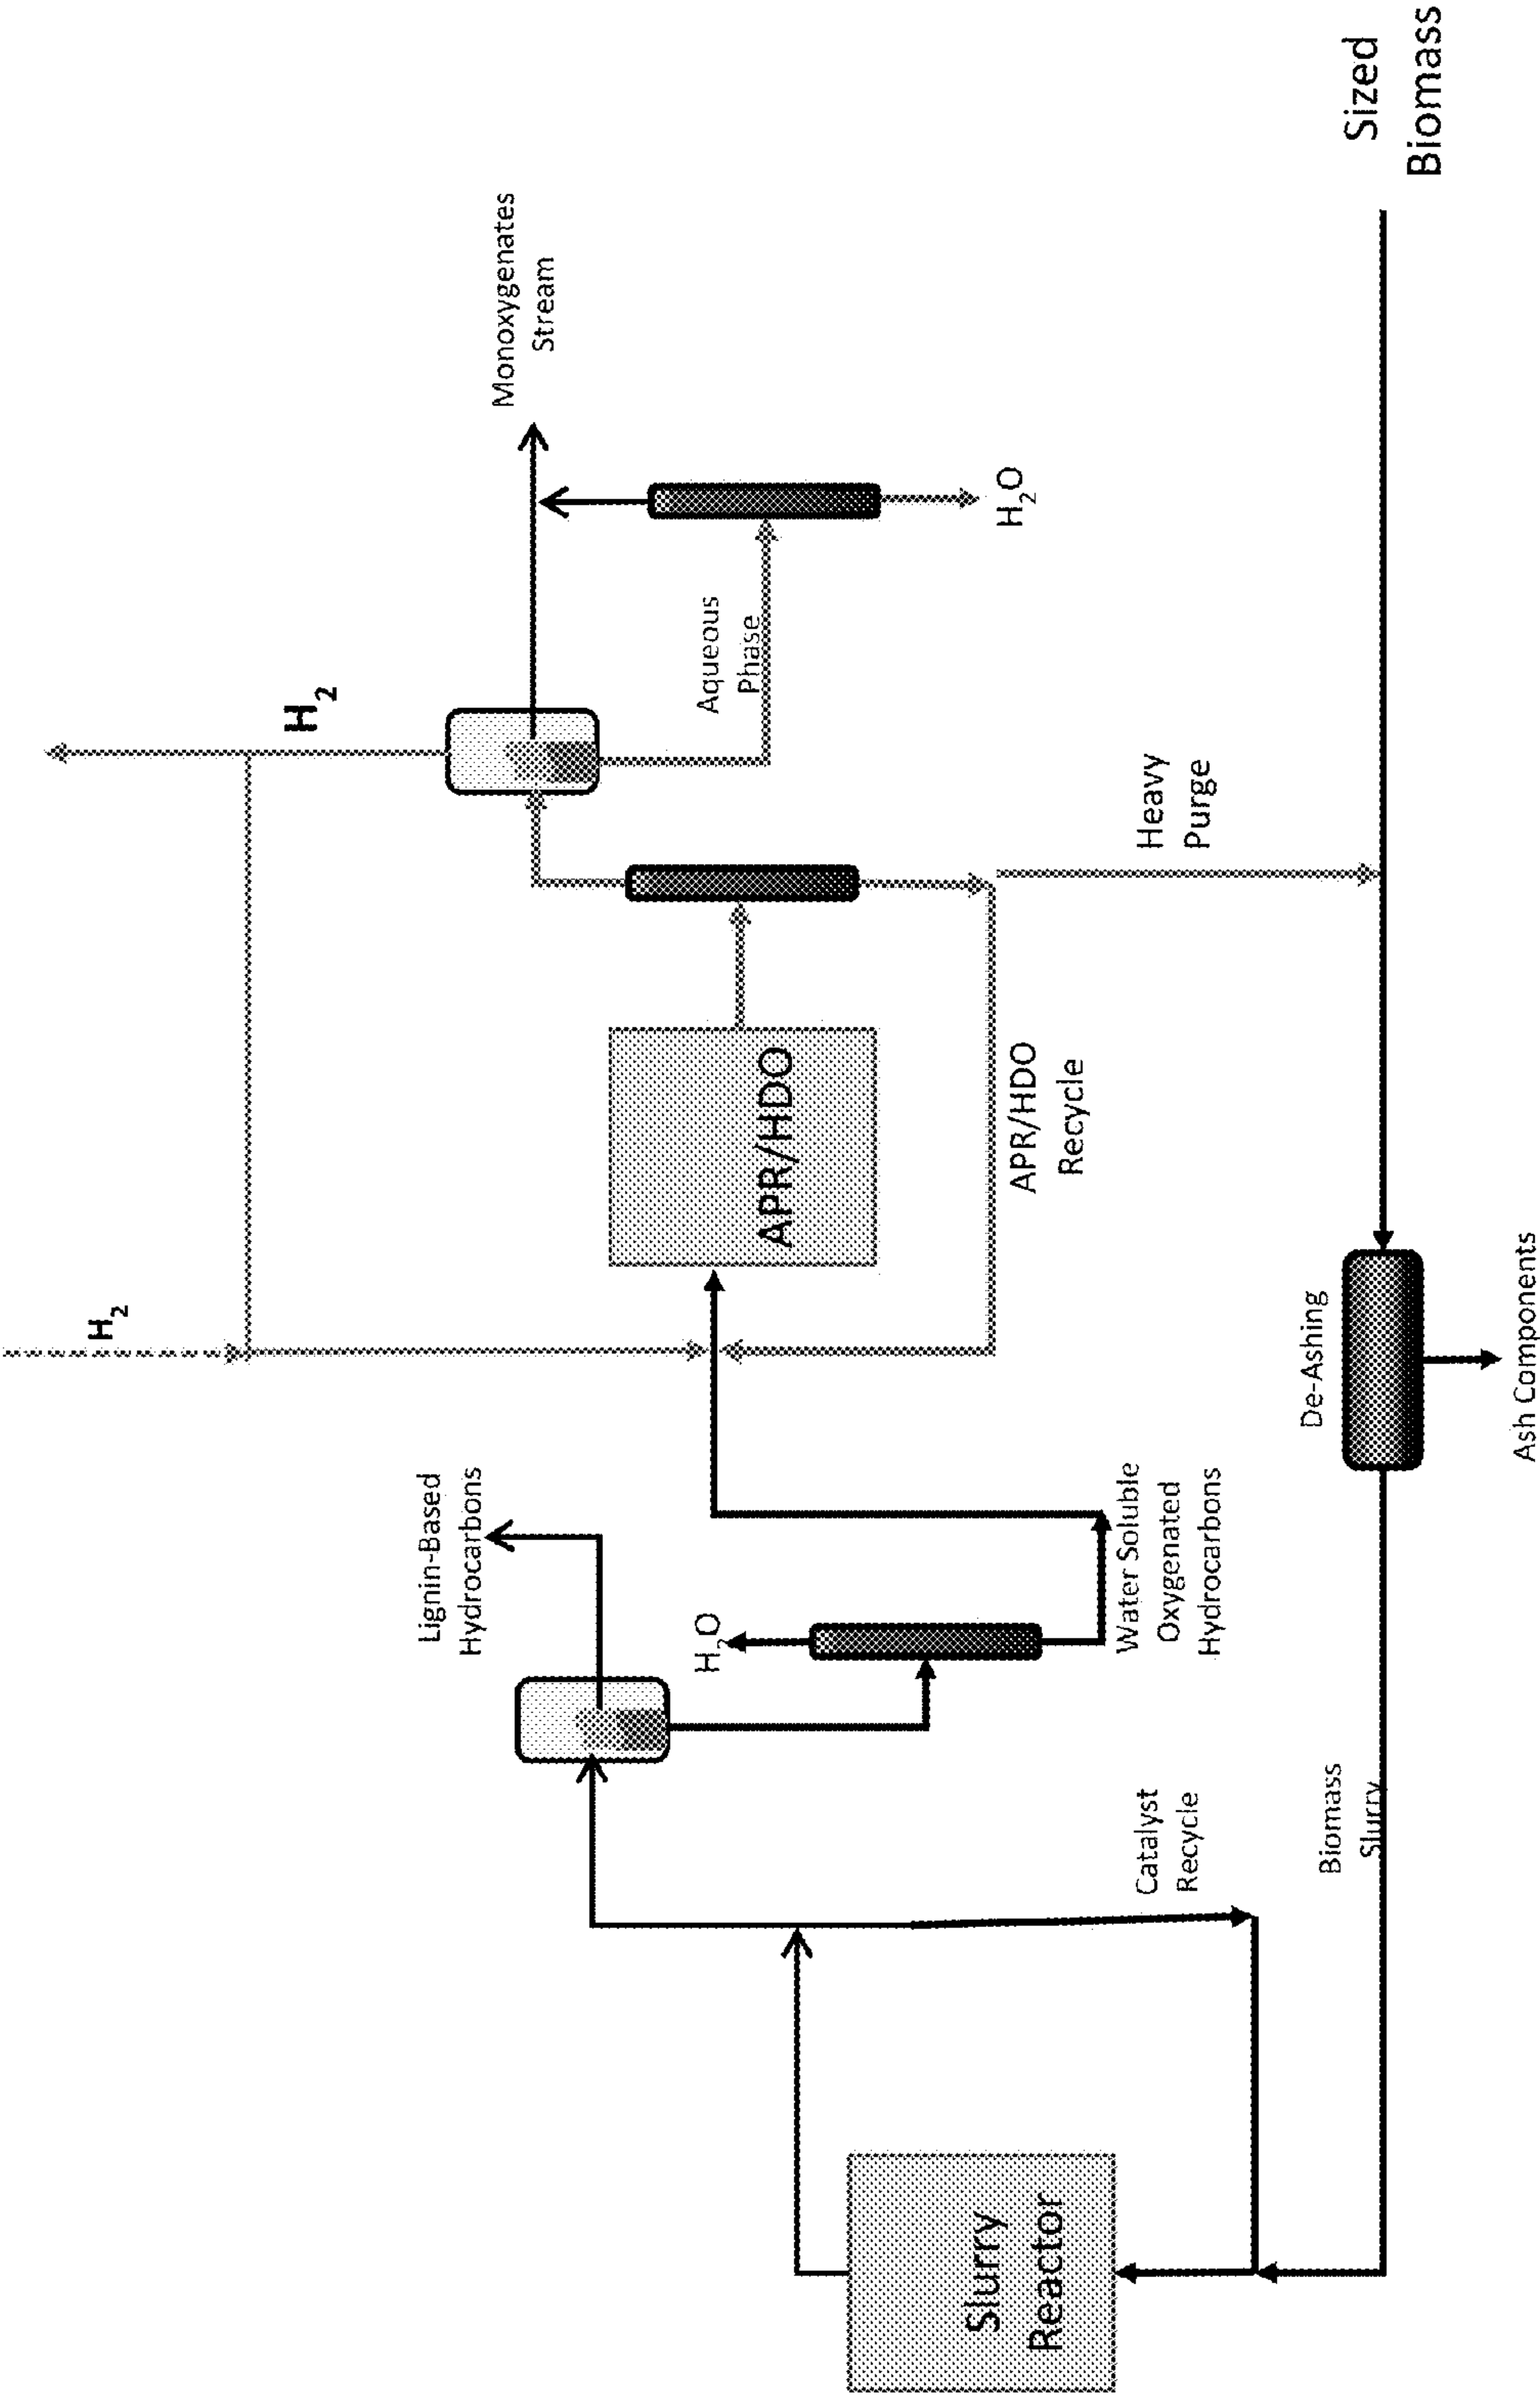 H2
H2
Lignin-Based
Hydrocarbons
Monoxygenates
Stream
H2O
Aqueous
Phase
APR/HDO
H2O
Slurry
Reactor
APR/HDO
Recycle
Water Soluble
Oxygenated
Hydrocarbons
Heavy
Purge
Catalyst
Recycle
De-Ashing
Biomass
Slurry
Sized
Biomass
Ash Components